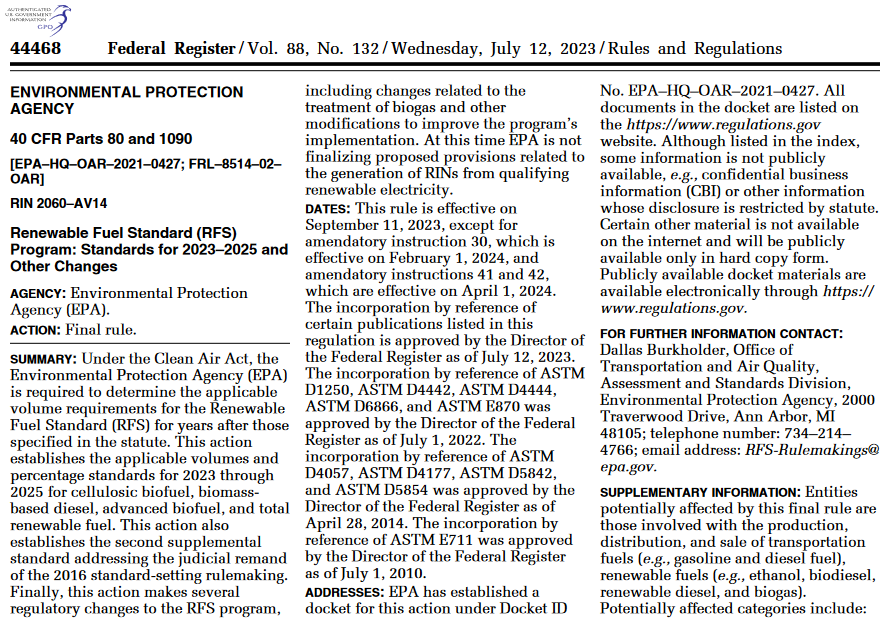 AUTHENTICATED
U.S. GOVERNMENT
INFORMATION
GPO
44468 Federal Register / Vol. 88, No. 132 / Wednesday, July 12, 2023 / Rules and Regulations
ENVIRONMENTAL PROTECTION
AGENCY
40 CFR Parts 80 and 1090
[EPA–HQ–OAR–2021–0427; FRL–8514–02–
OAR]
RIN 2060–AV14
Renewable Fuel Standard (RFS)
Program: Standards for 2023–2025 and
Other Changes
AGENCY: Environmental Protection
Agency (EPA).
ACTION: Final rule.
SUMMARY: Under the Clean Air Act, the
Environmental Protection Agency (EPA)
is required to determine the applicable
volume requirements for the Renewable
Fuel Standard (RFS) for years after those
specified in the statute. This action
establishes the applicable volumes and
percentage standards for 2023 through
2025 for cellulosic biofuel, biomass-
based diesel, advanced biofuel, and total
renewable fuel. This action also
establishes the second supplemental
standard addressing the judicial remand
of the 2016 standard-setting rulemaking.
Finally, this action makes several
regulatory changes to the RFS program,
including changes related to the
treatment of biogas and other
modifications to improve the program's
implementation. At this time EPA is not
finalizing proposed provisions related to
the generation of RINs from qualifying
renewable electricity.
DATES: This rule is effective on
September 11, 2023, except for
amendatory instruction 30, which is
effective on February 1, 2024, and
amendatory instructions 41 and 42,
which are effective on April 1, 2024.
The incorporation by reference of
certain publications listed in this
regulation is approved by the Director of
the Federal Register as of July 12, 2023.
The incorporation by reference of ASTM
D1250, ASTM D4442, ASTM D4444,
ASTM D6866, and ASTM E870 was
approved by the Director of the Federal
Register as of July 1, 2022. The
incorporation by reference of ASTM
D4057, ASTM D4177, ASTM D5842,
and ASTM D5854 was approved by the
Director of the Federal Register as of
April 28, 2014. The incorporation by
reference of ASTM E711 was approved
by the Director of the Federal Register
as of July 1, 2010.
ADDRESSES: EPA has established a
docket for this action under Docket ID
No. EPA–HQ–OAR–2021–0427. All
documents in the docket are listed on
the https://www.regulations.gov
website. Although listed in the index,
some information is not publicly
available, e.g., confidential business
information (CBI) or other information
whose disclosure is restricted by statute.
Certain other material is not available
on the internet and will be publicly
available only in hard copy form.
Publicly available docket materials are
available electronically through https://
www.regulations.gov.
FOR FURTHER INFORMATION CONTACT:
Dallas Burkholder, Office of
Transportation and Air Quality,
Assessment and Standards Division,
Environmental Protection Agency, 2000
Traverwood Drive, Ann Arbor, MI
48105; telephone number: 734–214–
4766; email address: RFS-Rulemakings@
epa.gov.
SUPPLEMENTARY INFORMATION: Entities
potentially affected by this final rule are
those involved with the production,
distribution, and sale of transportation
fuels (e.g., gasoline and diesel fuel),
renewable fuels (e.g., ethanol, biodiesel,
renewable diesel, and biogas).
Potentially affected categories include: